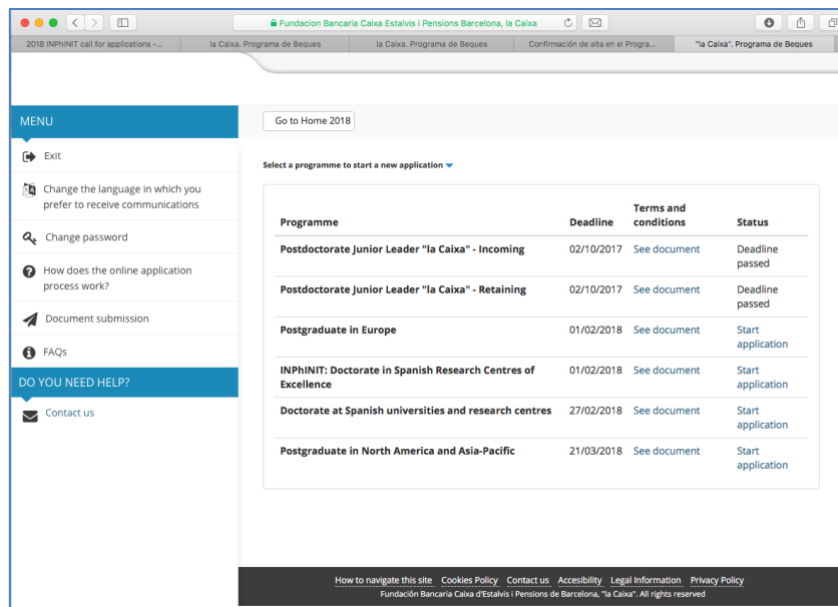 Fundacion Bancaria Caixa Estalvis i Pensions Barcelona, la Caixa
2018 INPhINIT call for applications -...
la Caixa. Programa de Beques
la Caixa. Programa de Beques
Confirmación de alta en el Progra...
"la Caixa". Programa de Beques
MENU
Go to Home 2018
Exit
Change the language in which you
prefer to receive communications
Change password
How does the online application
process work?
Document submission
FAQs
DO YOU NEED HELP?
Contact us
Select a programme to start a new application
Programme Deadline Terms and conditions Status
Postdoctorate Junior Leader "la Caixa" - Incoming 02/10/2017 See document Deadline
passed
Postdoctorate Junior Leader "la Caixa" - Retaining 02/10/2017 See document Deadline
passed
Postgraduate in Europe 01/02/2018 See document Start
application
INPhINIT: Doctorate in Spanish Research Centres of 01/02/2018 See document Start
Excellence application
Doctorate at Spanish universities and research centres 27/02/2018 See document Start
application
Postgraduate in North America and Asia-Pacific 21/03/2018 See document Start
application
How to navigate this site Cookies Policy Contact us Accesibility Legal Information Privacy Policy
Fundación Bancaria Caixa d'Estalvis i Pensions de Barcelona, "la Caixa". All rights reserved